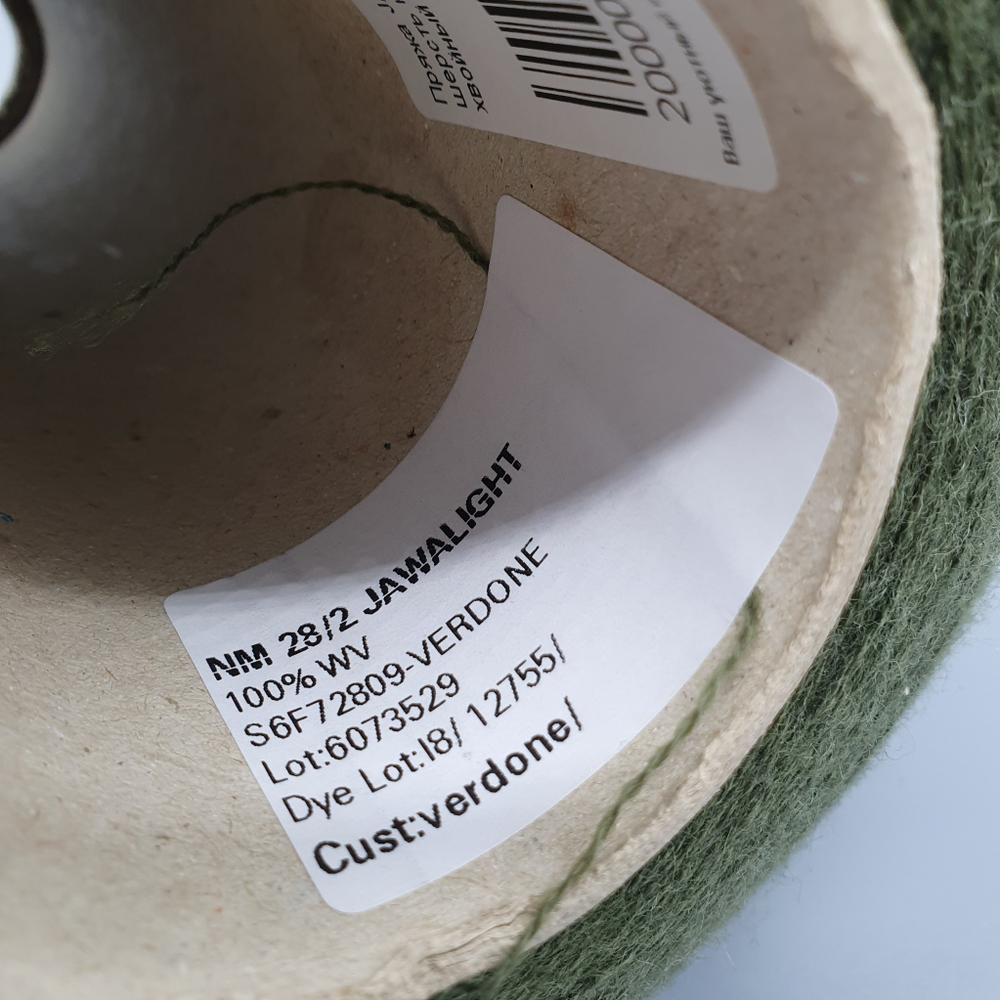 Пряжа
шерсть
хвойный
20000
Ваш уютный
NM 28/2 JAWALIGHT
100% WV
S6F72809-VERDONE
Lot:6073529
Dye Lot:I8/ 12755/
Cust:verdone/